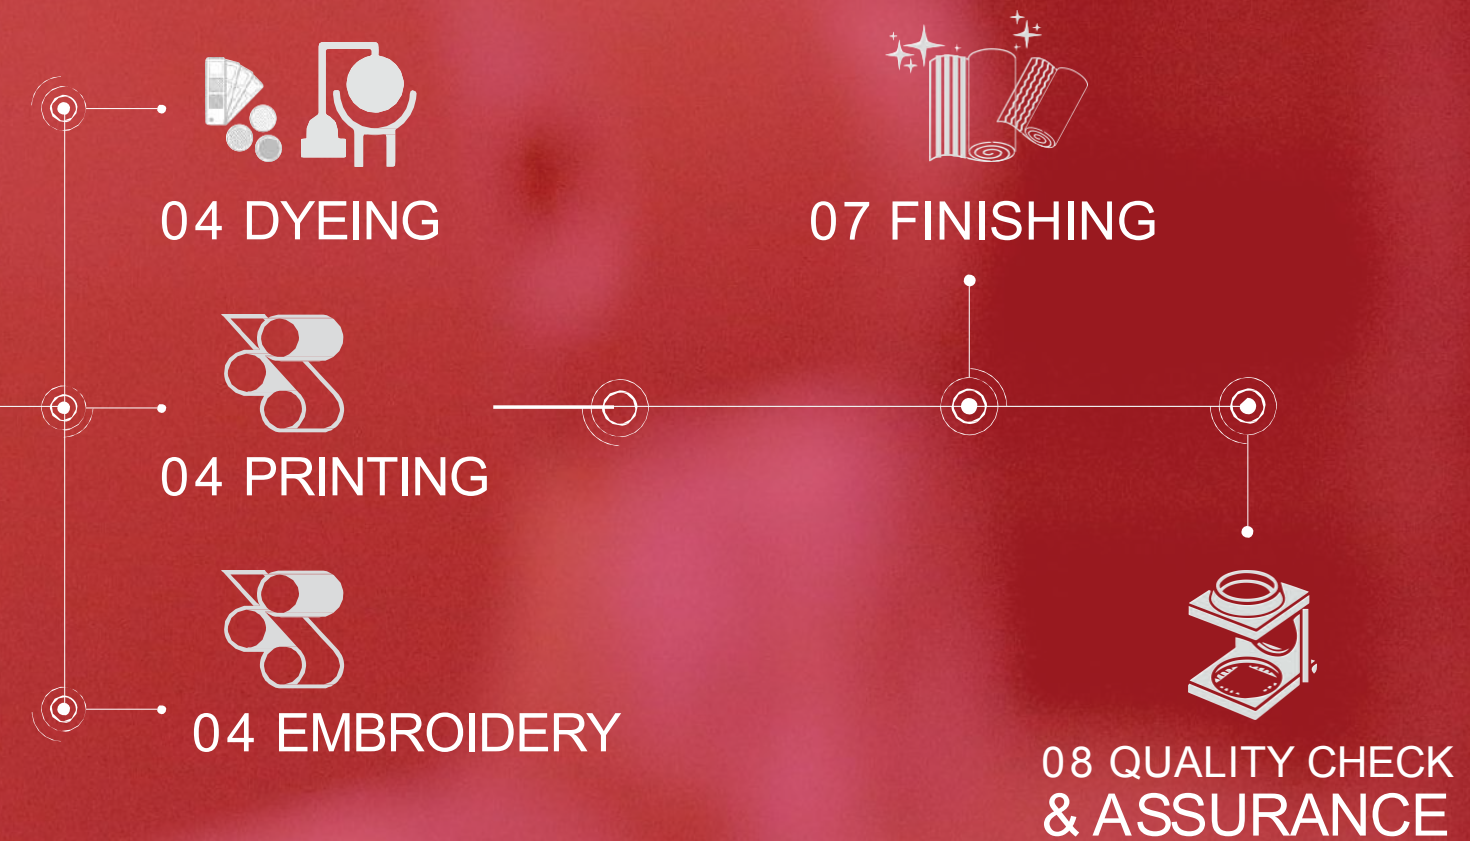 04 DYEING
07 FINISHING
04 PRINTING
04 EMBROIDERY
08 QUALITY CHECK
& ASSURANCE